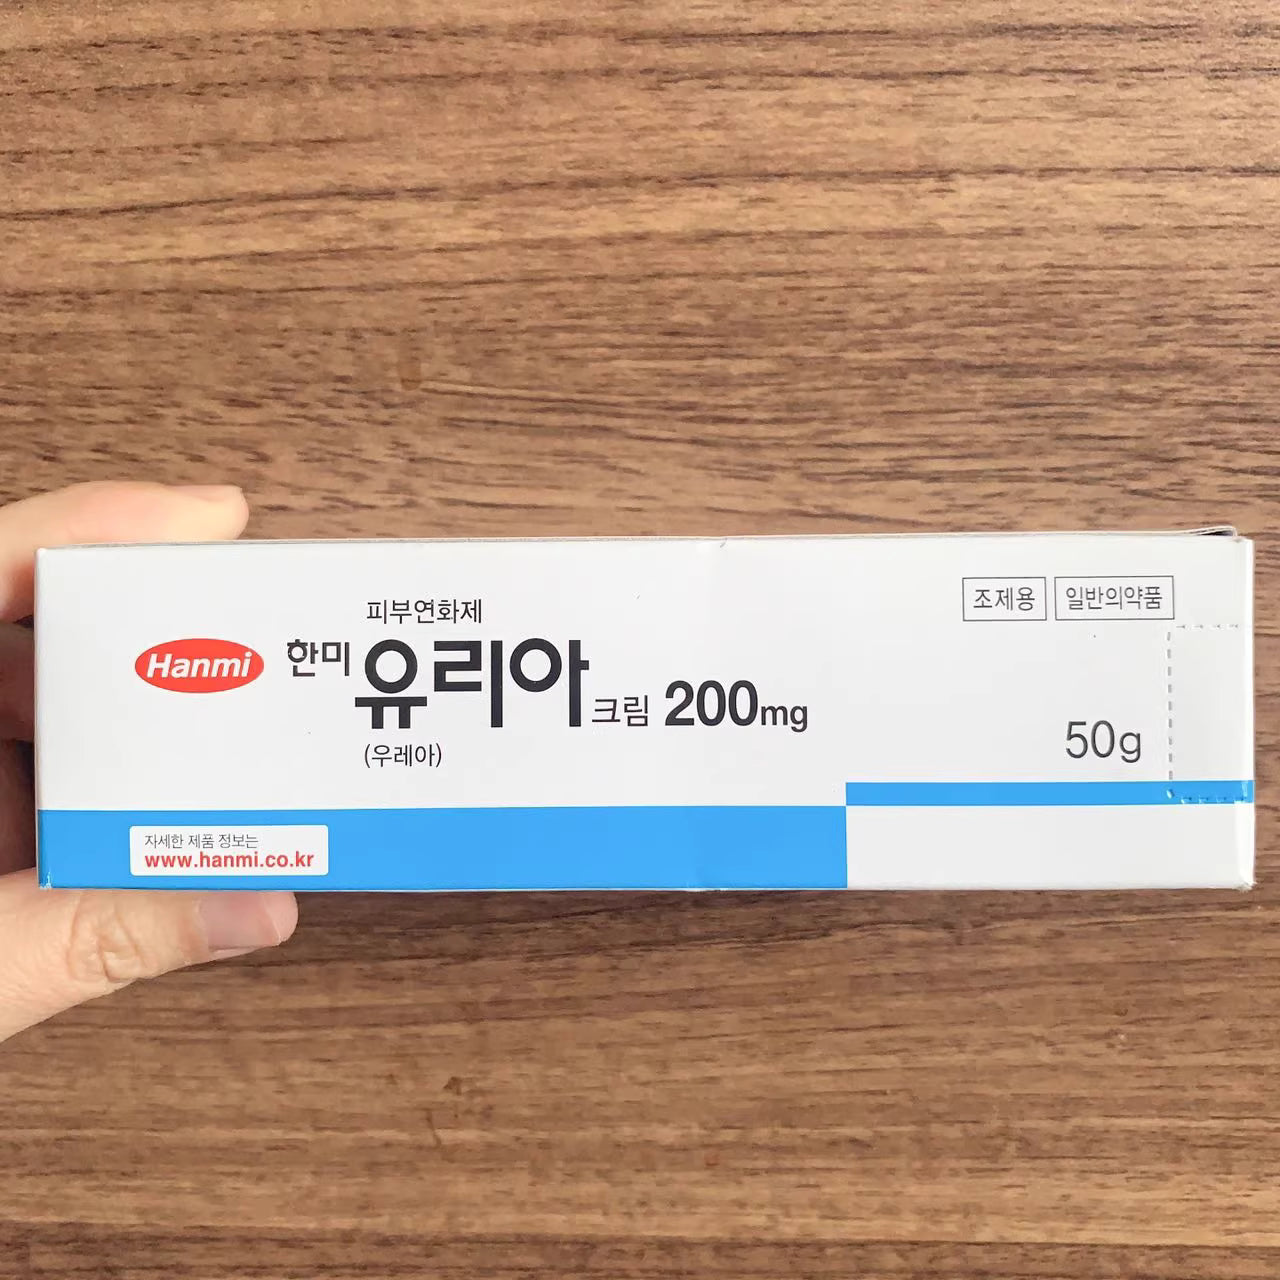 조제용 일반의약품
피부연화제
Hanmi 한미 유리아 크림 200mg
(우레아)
50g
자세한 제품 정보는
www.hanmi.co.kr